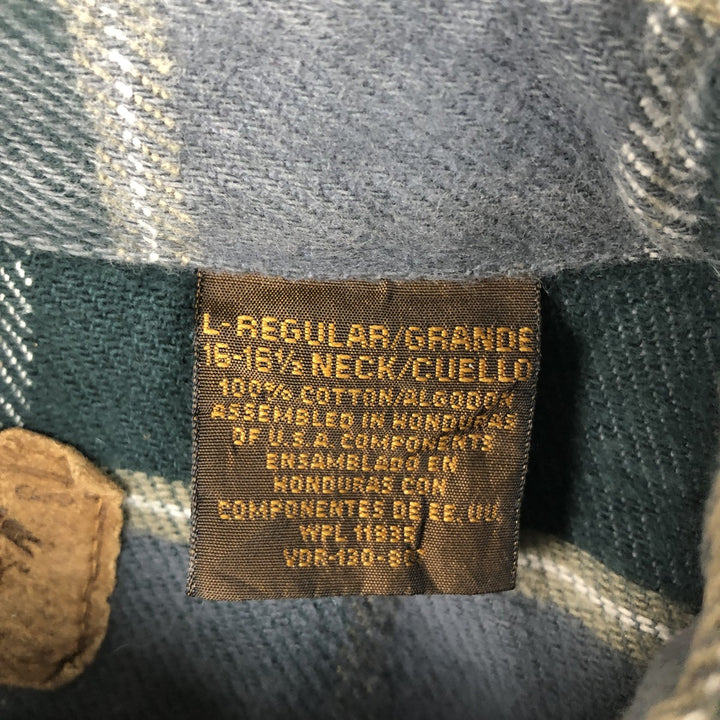 L-REGULAR/GRANDE
16-16½ NECK/CUELLO
100% COTTON/ALGODON
ASSEMBLED IN HONDURAS
OF U.S.A. COMPONENTS
ENSAMBLADO EN
HONDURAS CON
COMPONENTES DE EE. UU.
WPL 11835